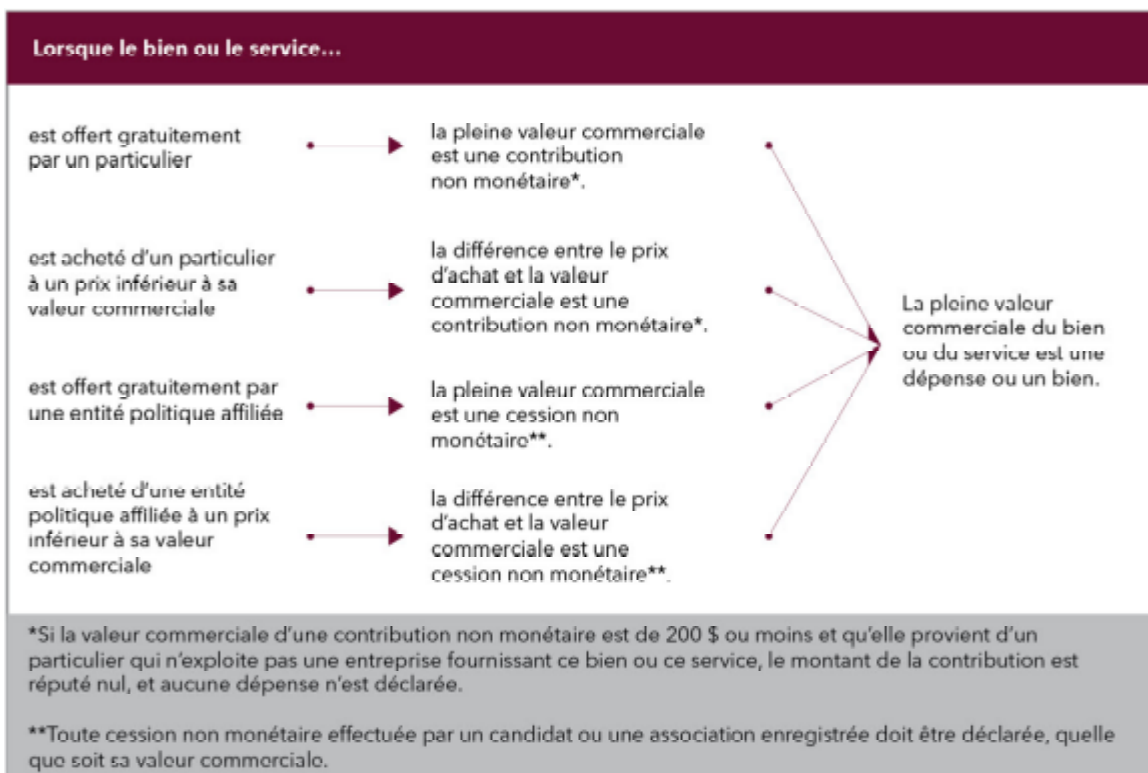 Lorsque le bien ou le service...
est offert gratuitement
par un particulier
la pleine valeur commerciale
est une contribution
non monétaire*.
est acheté d'un particulier
à un prix inférieur à sa
valeur commerciale
la différence entre le prix
d'achat et la valeur
commerciale est une
contribution non monétaire*.
est offert gratuitement par
une entité politique affiliée
la pleine valeur commerciale
est une cession non
monétaire**.
est acheté d'une entité
politique affiliée à un prix
inférieur à sa valeur
commerciale
la différence entre le prix
d'achat et la valeur
commerciale est une
cession non monétaire**.
La pleine valeur
commerciale du bien
ou du service est une
dépense ou un bien.
*Si la valeur commerciale d'une contribution non monétaire est de 200 $ ou moins et qu'elle provient d'un
particulier qui n'exploite pas une entreprise fournissant ce bien ou ce service, le montant de la contribution est
réputé nul, et aucune dépense n'est déclarée.
**Toute cession non monétaire effectuée par un candidat ou une association enregistrée doit être déclarée, quelle
que soit sa valeur commerciale.